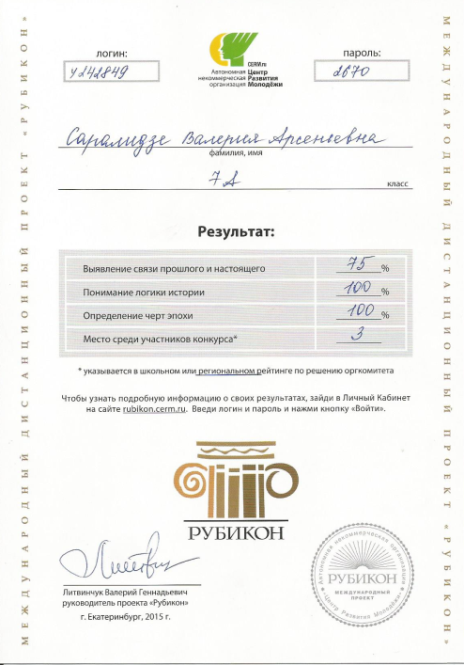 логин:
У242849
CERM.ru
Автономная Центр
некоммерческая Развития
организация Молодёжи
пароль:
2670
Саралидзе Валерия Арсеньевна
фамилия, имя
7 А
класс
Результат:
Выявление связи прошлого и настоящего 75 %
Понимание логики истории 100 %
Определение черт эпохи 100 %
Место среди участников конкурса* 3
* указывается в школьном или региональном рейтинге по решению оргкомитета
Чтобы узнать подробную информацию о своих результатах, зайди в Личный Кабинет
на сайте rubikon.cerm.ru. Введи логин и пароль и нажми кнопку «Войти».
РУБИКОН
Литвинчук Валерий Геннадьевич
руководитель проекта «Рубикон»
г. Екатеринбург, 2015 г.
Автономная некоммерческая организация
РУБИКОН
МЕЖДУНАРОДНЫЙ
ПРОЕКТ
«Центр Развития Молодёжи»
МЕЖДУНАРОДНЫЙ ДИСТАНЦИОННЫЙ ПРОЕКТ «РУБИКОН»
МЕЖДУНАРОДНЫЙ ДИСТАНЦИОННЫЙ ПРОЕКТ «РУБИКОН»